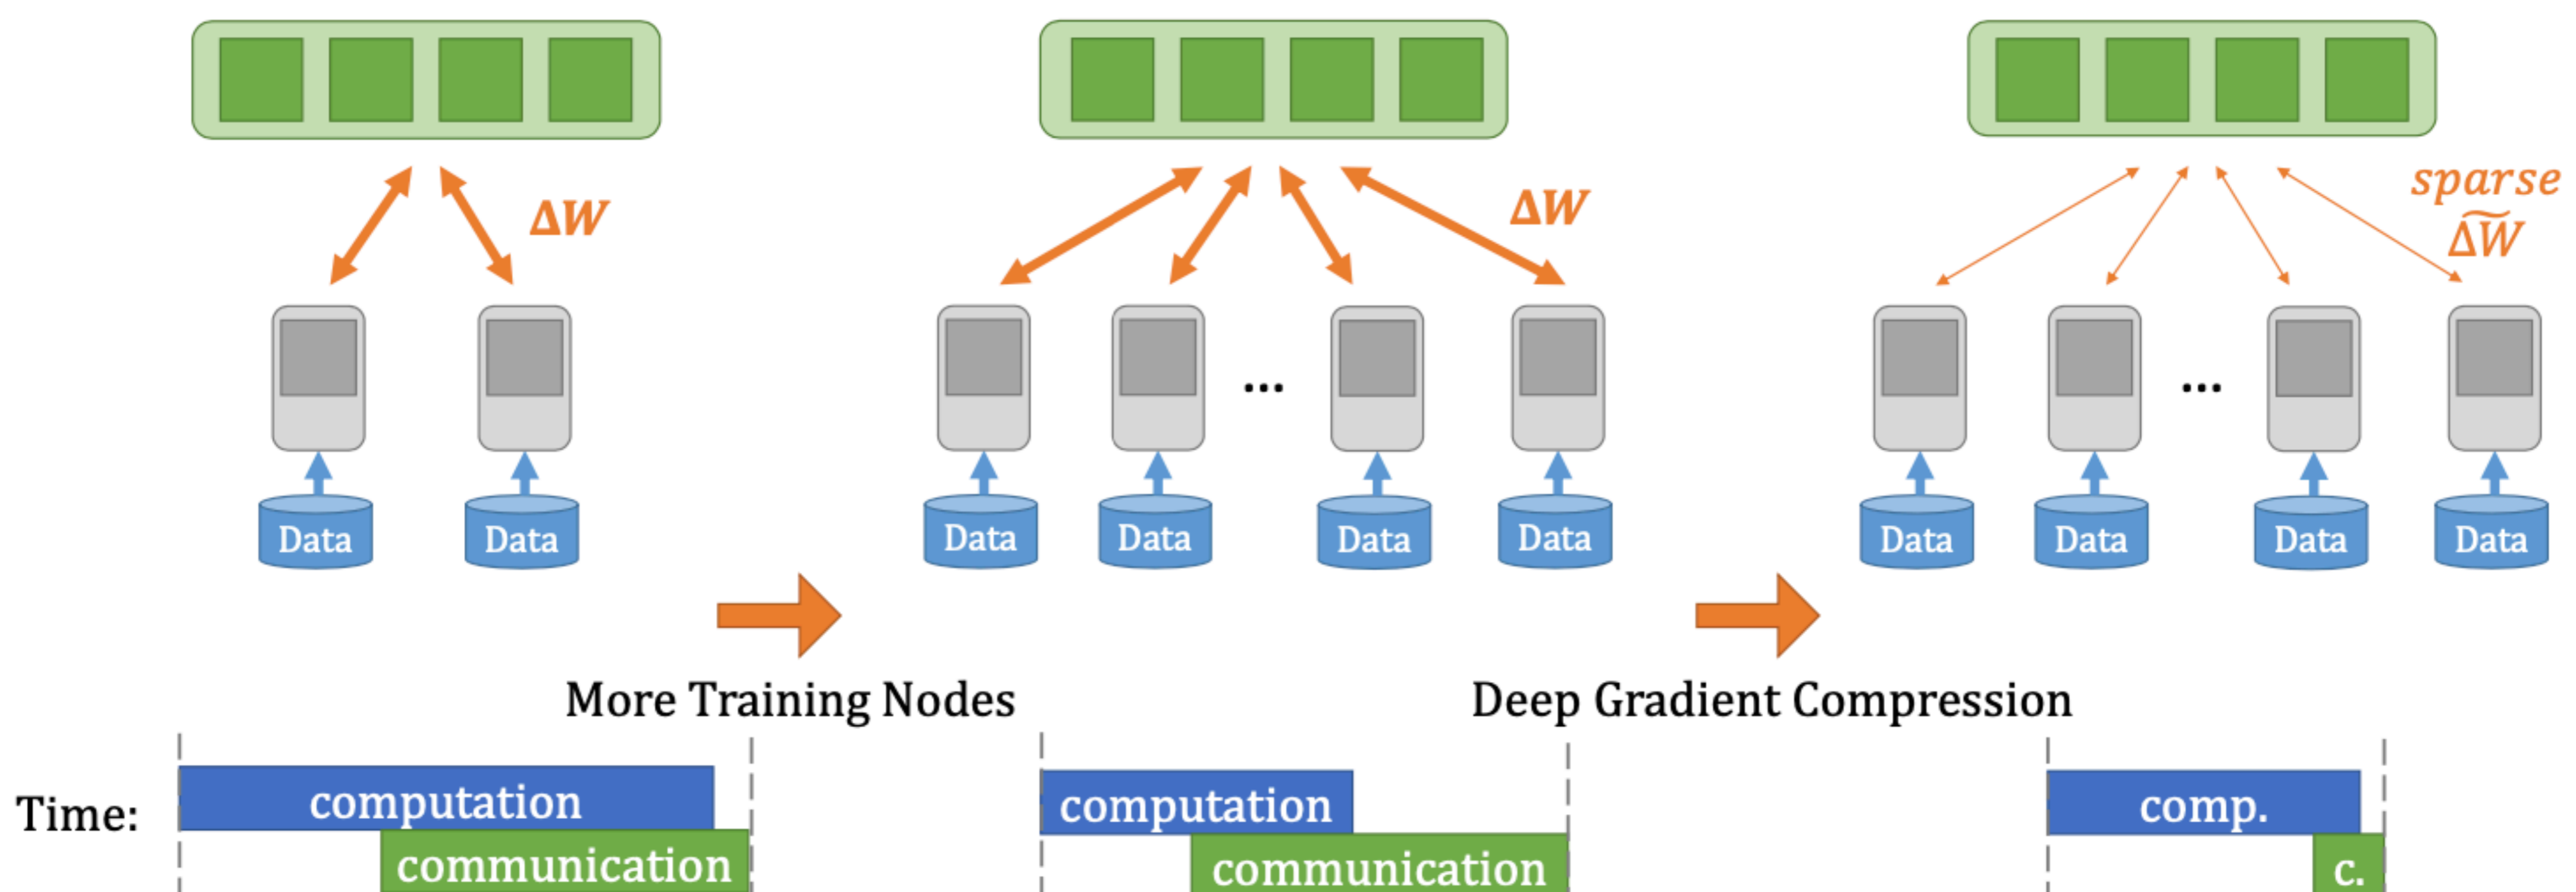 ΔW
ΔW
sparse
\widetilde{ΔW}
...
...
Data Data Data Data Data Data Data Data Data Data
More Training Nodes
Deep Gradient Compression
Time:
computation
communication
computation
communication
comp.
c.